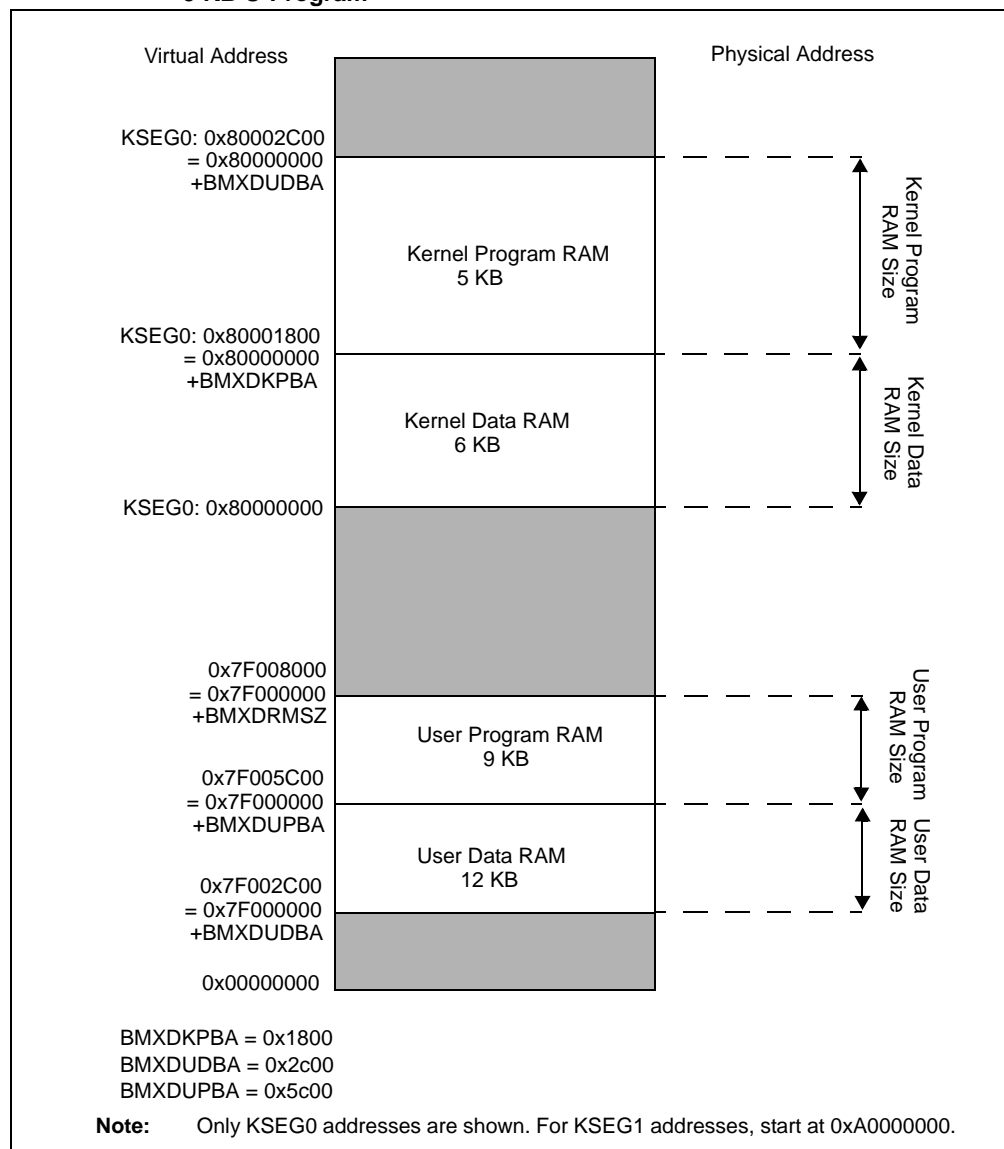 Virtual Address
Physical Address
KSEG0: 0x80002C00
= 0x80000000
+BMXDUDBA
Kernel Program RAM
5 KB
Kernel Program
RAM Size
KSEG0: 0x80001800
= 0x80000000
+BMXDKPBA
Kernel Data RAM
6 KB
Kernel Data
RAM Size
KSEG0: 0x80000000
0x7F008000
= 0x7F000000
+BMXDRMSZ
User Program RAM
9 KB
User Program
RAM Size
0x7F005C00
= 0x7F000000
+BMXDUPBA
User Data RAM
12 KB
User Data
RAM Size
0x7F002C00
= 0x7F000000
+BMXDUDBA
0x00000000
BMXDKPBA = 0x1800
BMXDUDBA = 0x2c00
BMXDUPBA = 0x5c00
Note: Only KSEG0 addresses are shown. For KSEG1 addresses, start at 0xA0000000.